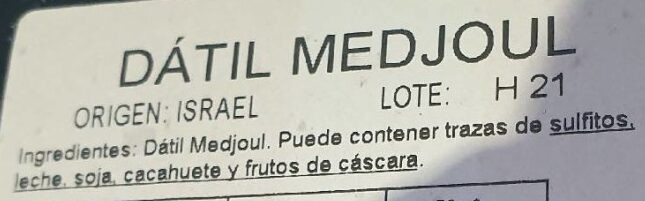 DÁTIL MEDJOUL
ORIGEN: ISRAEL LOTE: H 21
Ingredientes: Dátil Medjoul. Puede contener trazas de sulfitos,
leche, soja, cacahuete y frutos de cáscara.